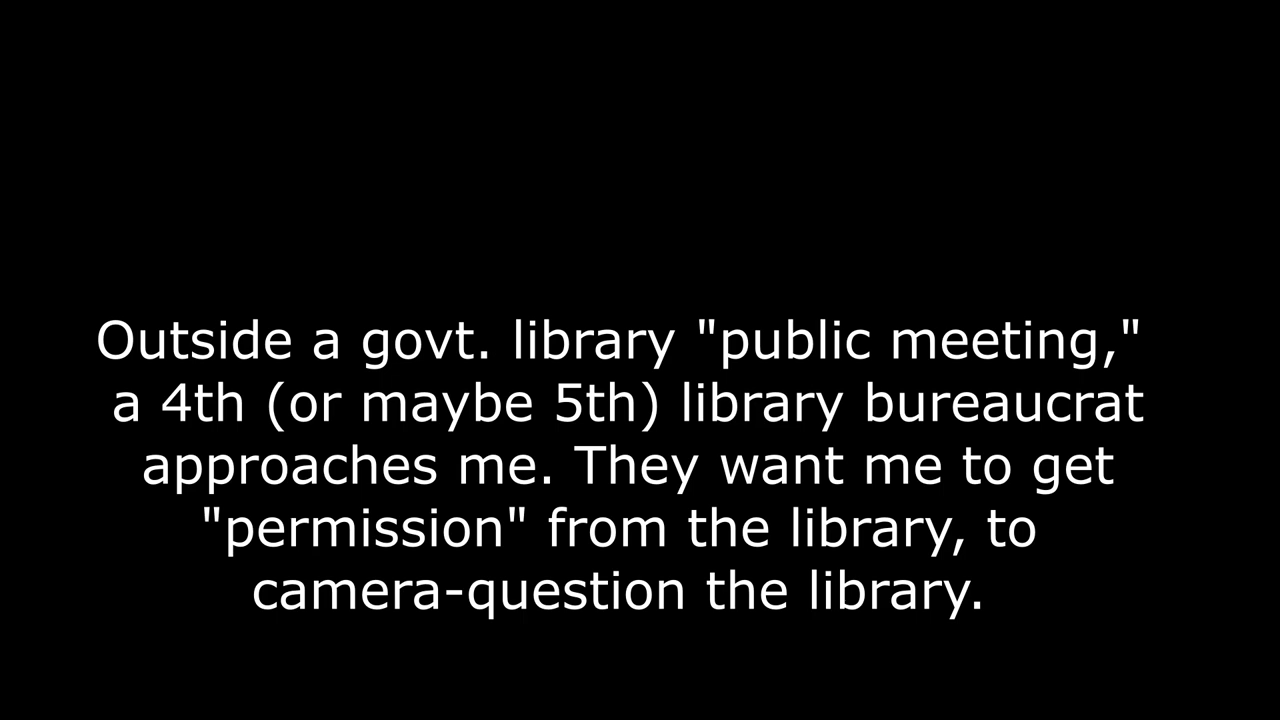 Outside a govt. library "public meeting,"
a 4th (or maybe 5th) library bureaucrat
approaches me. They want me to get
"permission" from the library, to
camera-question the library.